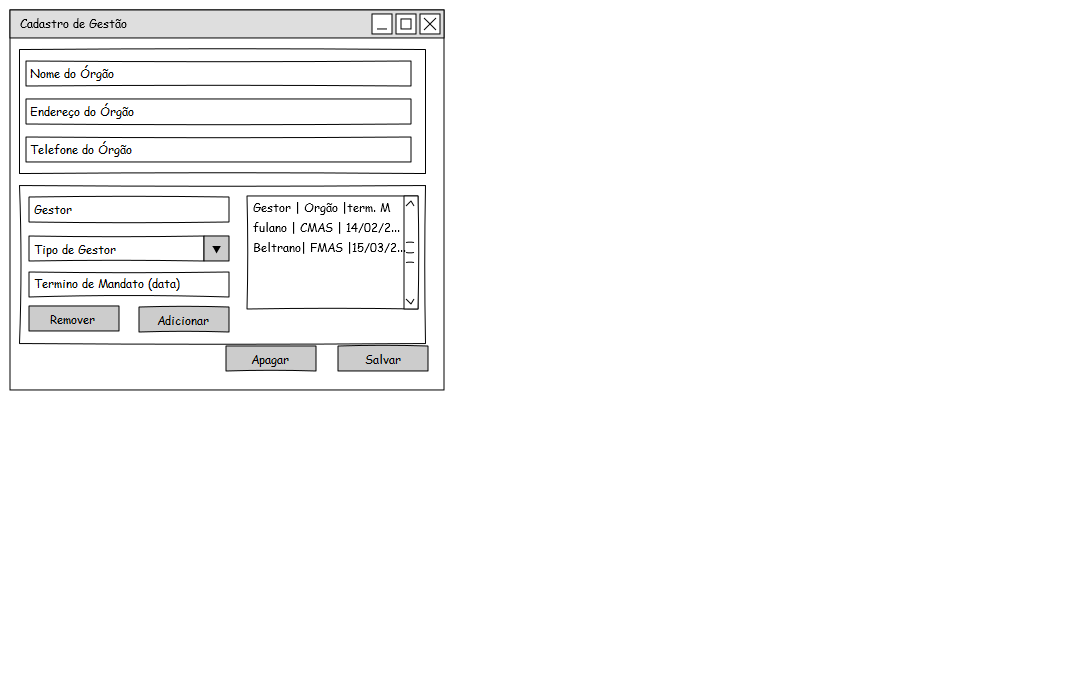 Cadastro de Gestão
Nome do Órgão
Endereço do Órgão
Telefone do Órgão
Gestor
Tipo de Gestor
Termino de Mandato (data)
Remover
Adicionar
Gestor | Orgão |term. M
fulano | CMAS | 14/02/2...
Beltrano| FMAS |15/03/2...
Apagar
Salvar